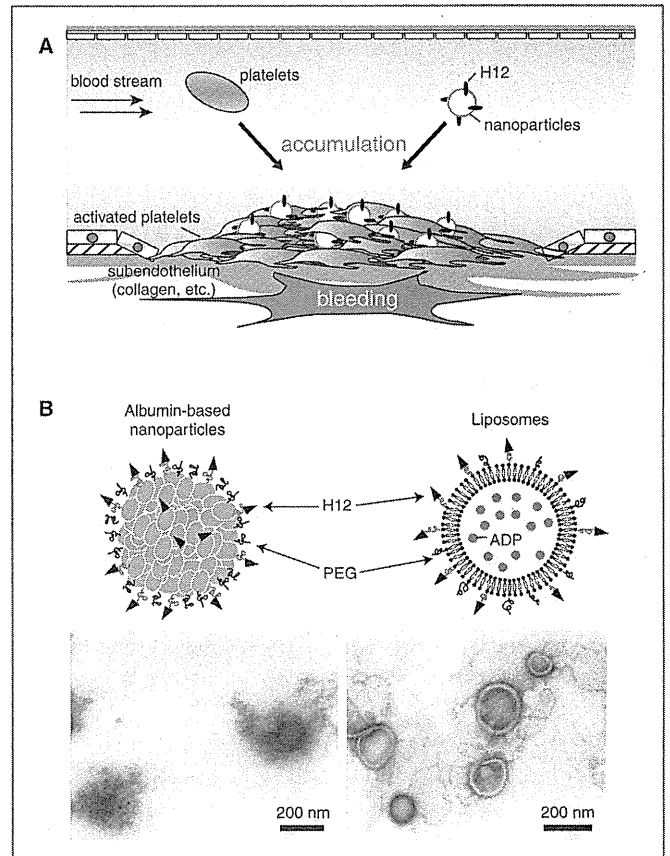 A
blood stream
platelets
H12
nanoparticles
accumulation
activated platelets
subendothelium
(collagen, etc.)
bleeding
B
Albumin-based
nanoparticles
Liposomes
H12
ADP
PEG
200 nm
200 nm